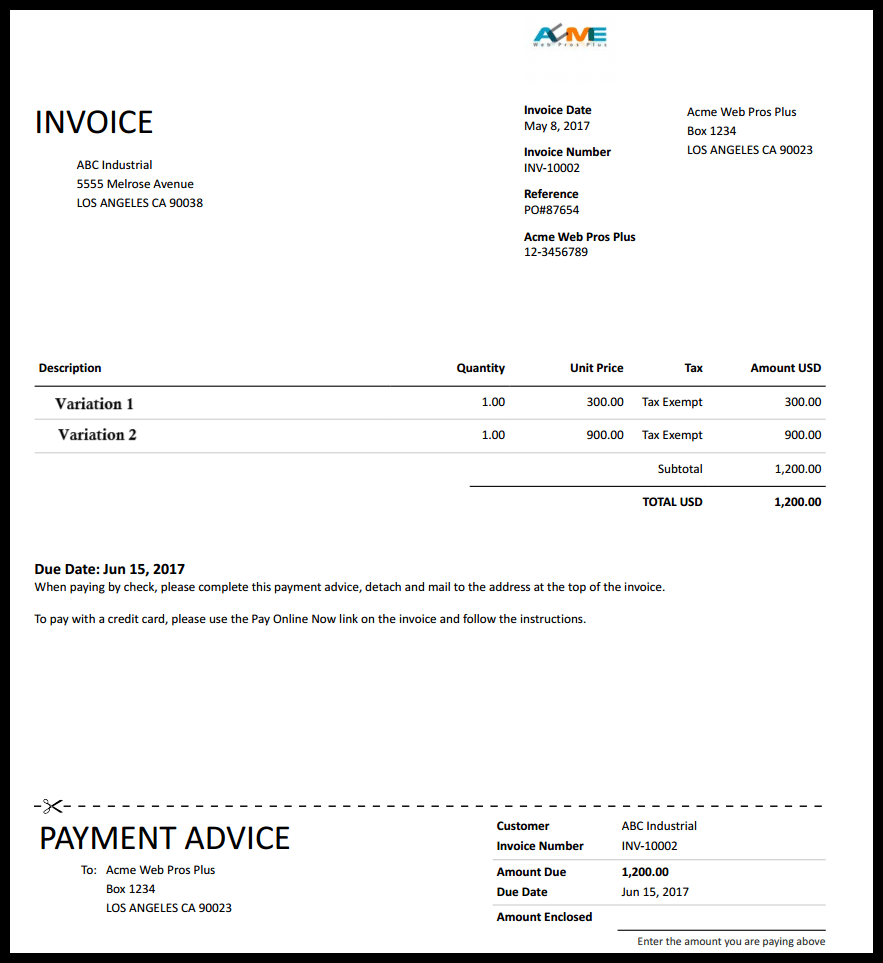 ACME
Web Pros Plus
INVOICE
ABC Industrial
5555 Melrose Avenue
LOS ANGELES CA 90038
Invoice Date
May 8, 2017
Invoice Number
INV-10002
Reference
PO#87654
Acme Web Pros Plus
12-3456789
Acme Web Pros Plus
Box 1234
LOS ANGELES CA 90023
Description Quantity Unit Price Tax Amount USD
Variation 1 1.00 300.00 Tax Exempt 300.00
Variation 2 1.00 900.00 Tax Exempt 900.00
Subtotal 1,200.00
TOTAL USD 1,200.00
Due Date: Jun 15, 2017
When paying by check, please complete this payment advice, detach and mail to the address at the top of the invoice.
To pay with a credit card, please use the Pay Online Now link on the invoice and follow the instructions.
PAYMENT ADVICE
To: Acme Web Pros Plus
Box 1234
LOS ANGELES CA 90023
Customer ABC Industrial
Invoice Number INV-10002
Amount Due 1,200.00
Due Date Jun 15, 2017
Amount Enclosed
Enter the amount you are paying above